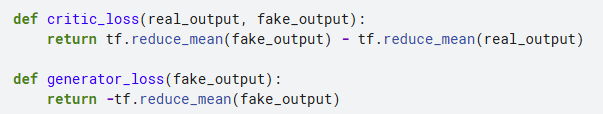 def critic_loss(real_output, fake_output):
    return tf.reduce_mean(fake_output) - tf.reduce_mean(real_output)

def generator_loss(fake_output):
    return -tf.reduce_mean(fake_output)